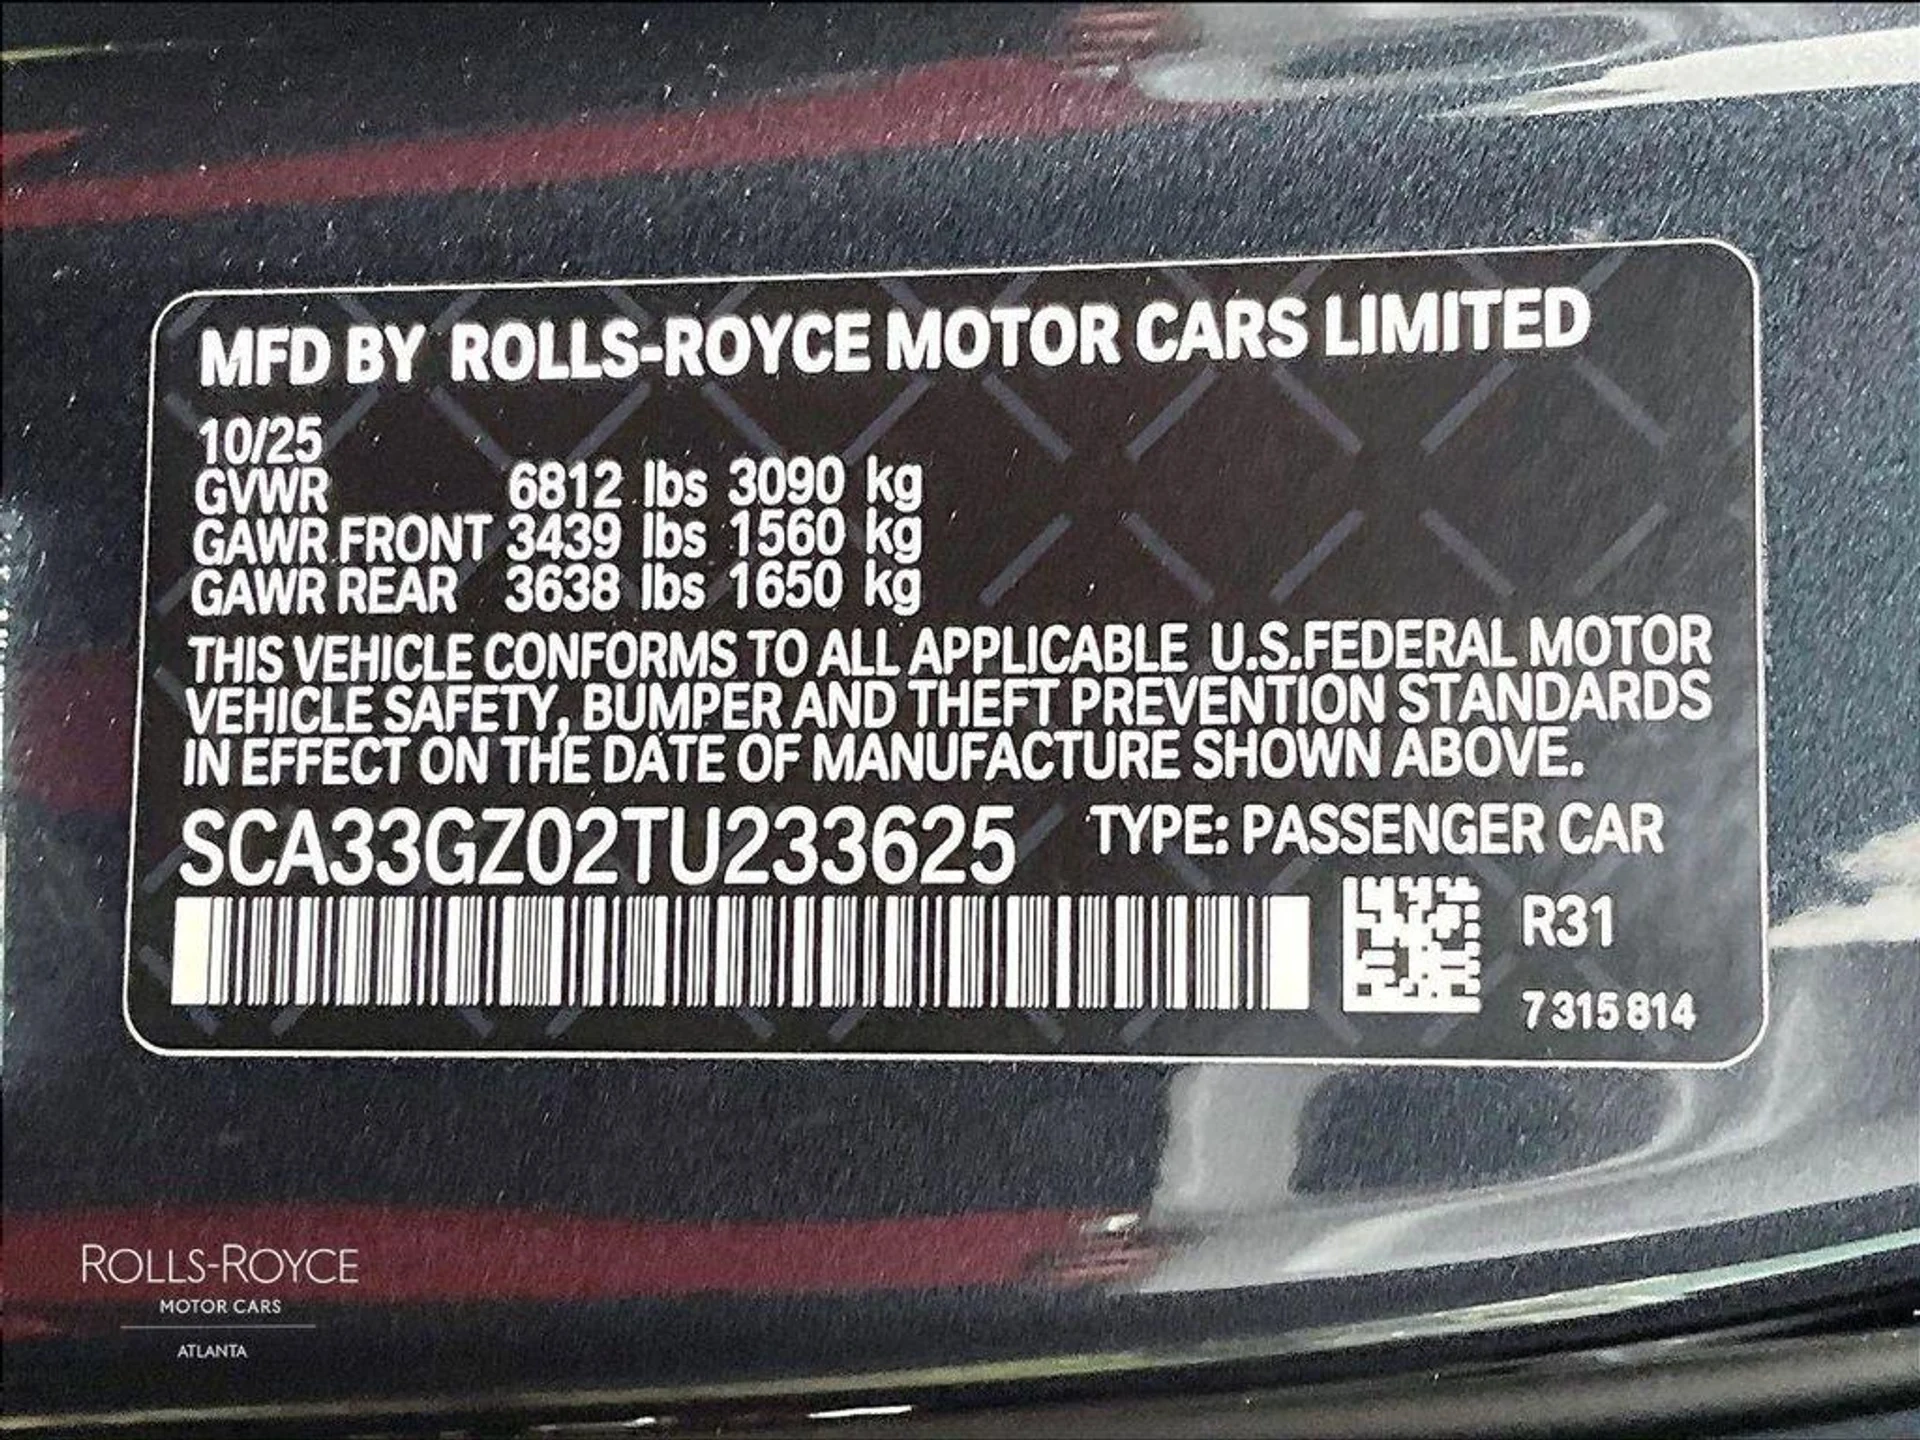 MFD BY ROLLS-ROYCE MOTOR CARS LIMITED
10/25
GVWR 6812 lbs 3090 kg
GAWR FRONT 3439 lbs 1560 kg
GAWR REAR 3638 lbs 1650 kg
THIS VEHICLE CONFORMS TO ALL APPLICABLE U.S.FEDERAL MOTOR
VEHICLE SAFETY, BUMPER AND THEFT PREVENTION STANDARDS
IN EFFECT ON THE DATE OF MANUFACTURE SHOWN ABOVE.
SCA33GZ02TU233625 TYPE: PASSENGER CAR
R31
7 315 814
ROLLS-ROYCE
MOTOR CARS
ATLANTA